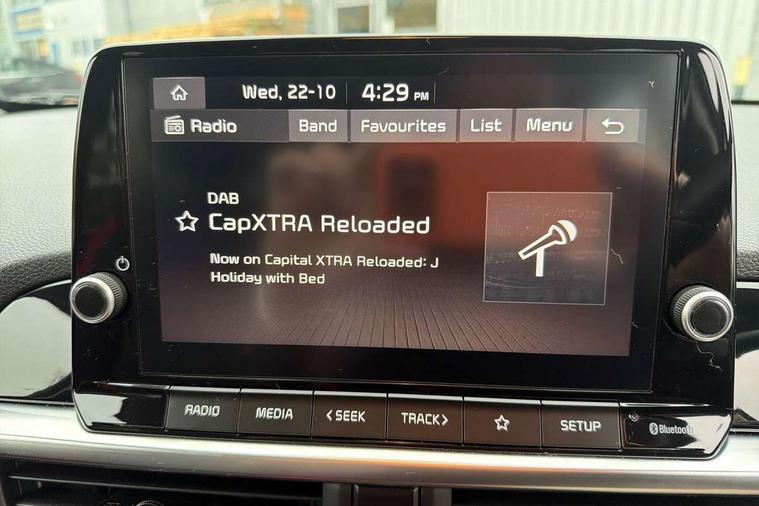 Wed, 22-10 4:29 PM
Radio Band Favourites List Menu
DAB
CapXTRA Reloaded
Now on Capital XTRA Reloaded: J
Holiday with Bed
RADIO MEDIA <SEEK TRACK> SETUP
Bluetooth